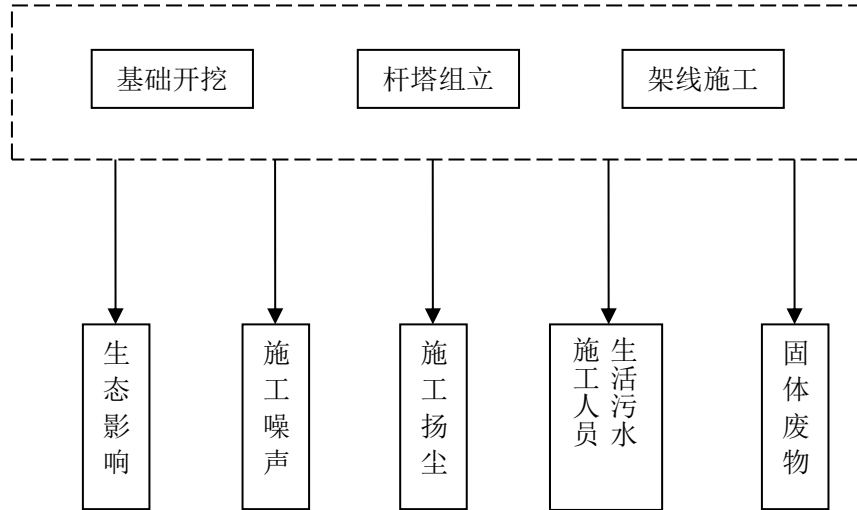 基础开挖
杆塔组立
架线施工
生态影响
施工噪声
施工扬尘
施工人员
生活污水
固体废物